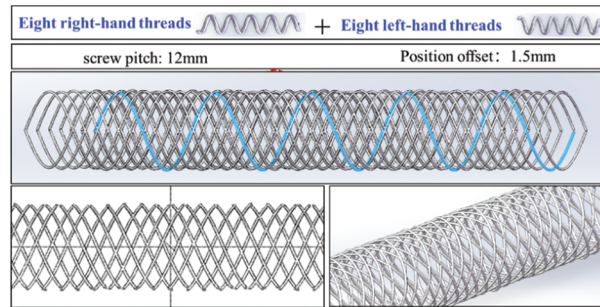 Eight right-hand threads + Eight left-hand threads
screw pitch: 12mm Position offset: 1.5mm